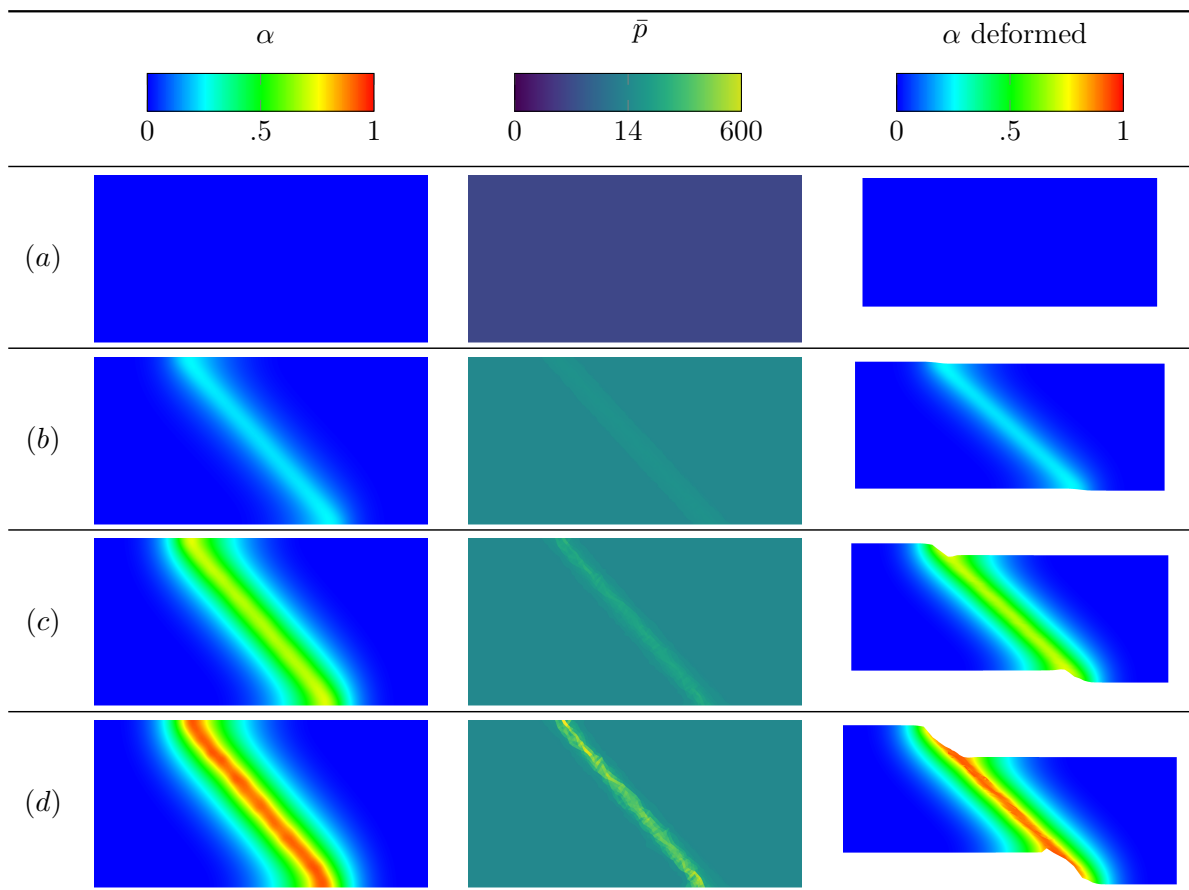 α p̄ α deformed
0 .5 1 0 14 600 0 .5 1
(a)
(b)
(c)
(d)